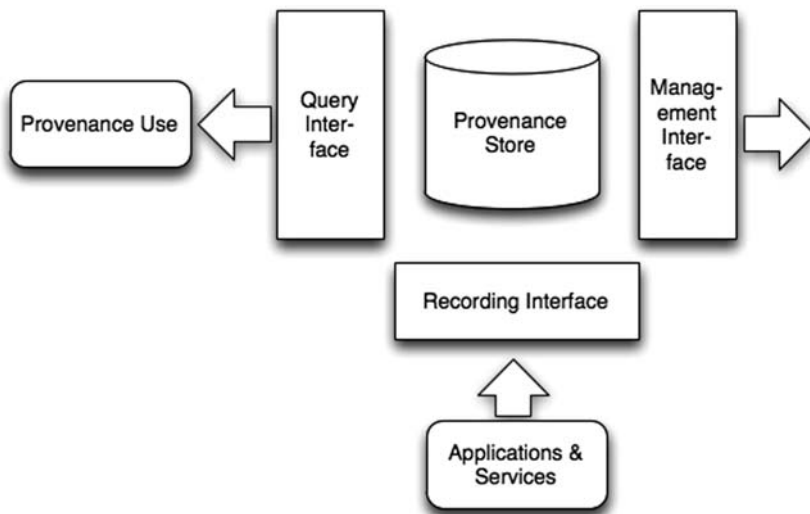 Provenance Use
Query
Inter-
face
Provenance
Store
Manag-
ement
Inter-
face
Recording Interface
Applications &
Services